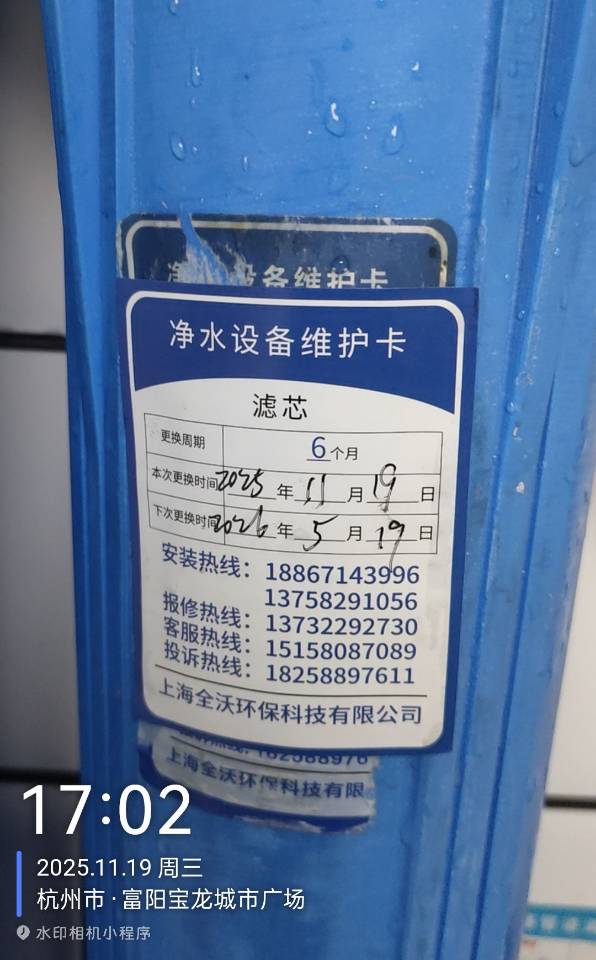 设备维护卡
净水设备维护卡
滤芯
更换周期 6个月
本次更换时间 2025年11月19日
下次更换时间 2026年5月19日
安装热线：18867143996
13758291056
报修热线：13732292730
客服热线：15158087089
投诉热线：18258897611
上海全沃环保科技有限公司
上海全沃环保科技有限
17:02
2025.11.19 周三
杭州市·富阳宝龙城市广场
水印相机小程序